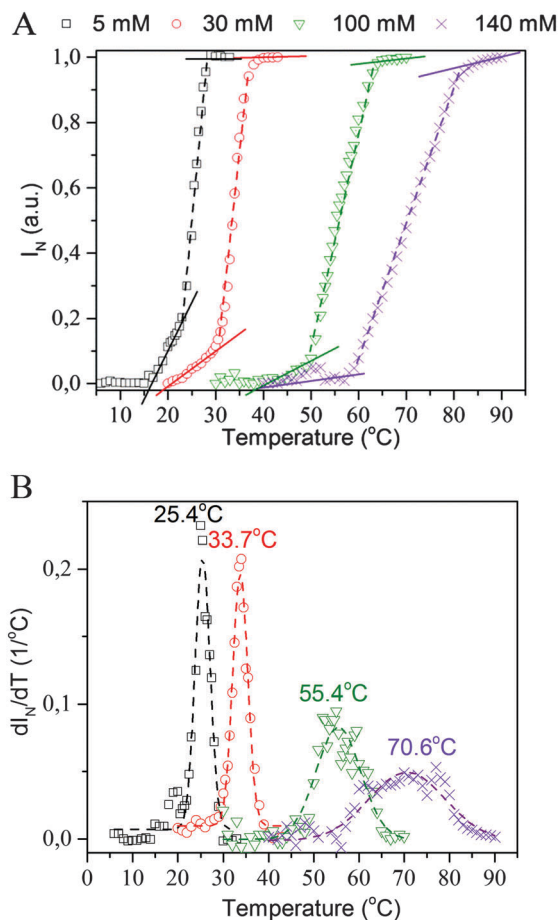 A
5 mM 30 mM 100 mM 140 mM
1,0
0,8
0,6
0,4
0,2
0,0
I_N (a.u.)
10 20 30 40 50 60 70 80 90
Temperature (°C)
B
25.4°C
33.7°C
55.4°C
70.6°C
0,2
0,1
0,0
dI_N/dT (1/°C)
0 10 20 30 40 50 60 70 80 90
Temperature (°C)